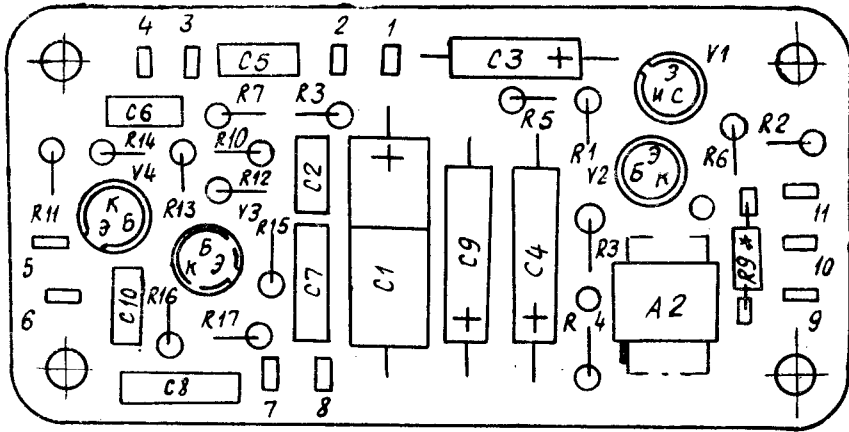 4 3 2 1
C5
C3 +
V1
З
И С
C6
R7 R3
R5
R14 R10
R1
Э
Б К
V2
R6
R2
V4
R12
C2
+
К
Э Б
R11
R13
V3
R15
Б
К Э
5
6
C10
R16
R17
C7
C1
C9
+
C4
+
R3
R 4
A2
R9*
11
10
9
C8
7 8